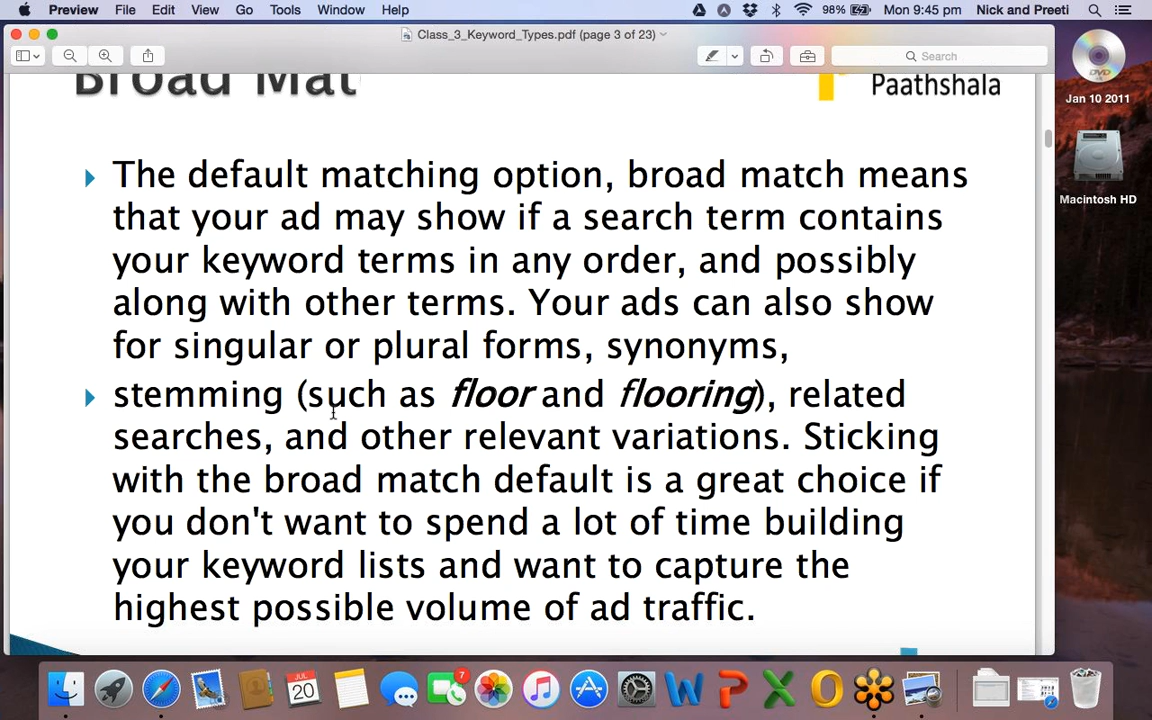 Preview File Edit View Go Tools Window Help 98% Mon 9:45 pm Nick and Preeti
Class_3_Keyword_Types.pdf (page 3 of 23)
Search
Broad Mat
Paathshala
The default matching option, broad match means
that your ad may show if a search term contains
your keyword terms in any order, and possibly
along with other terms. Your ads can also show
for singular or plural forms, synonyms,
stemming (such as floor and flooring), related
searches, and other relevant variations. Sticking
with the broad match default is a great choice if
you don't want to spend a lot of time building
your keyword lists and want to capture the
highest possible volume of ad traffic.
DVD
Jan 10 2011
Macintosh HD
JUL
20
7